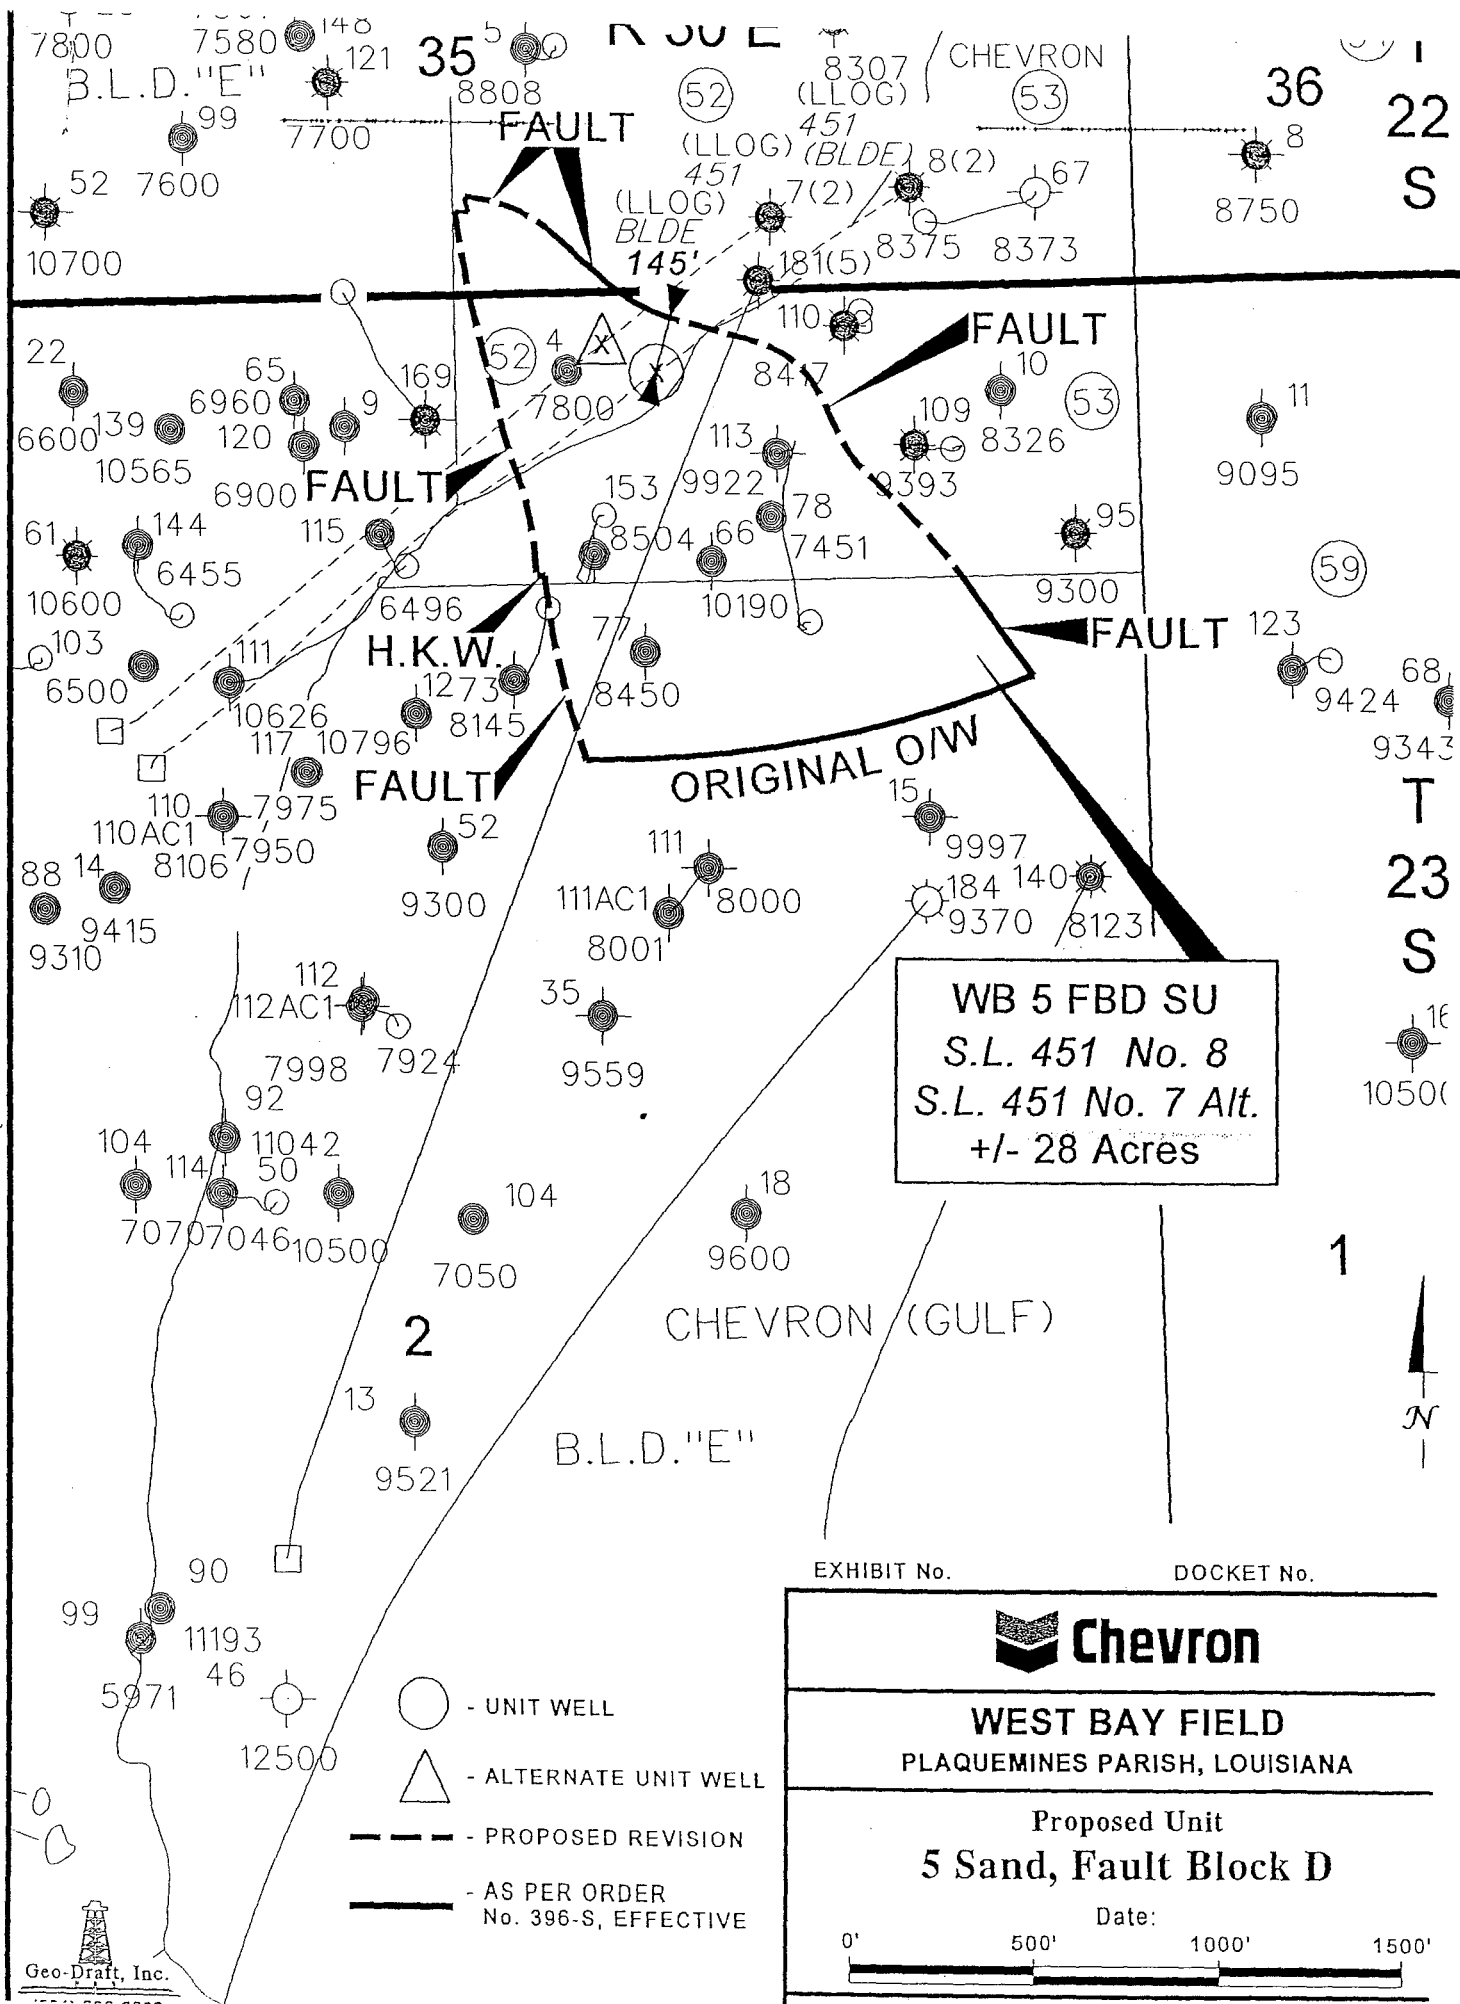 7800
7580
148
121
35
5
8808
7700
B.L.D."E"
99
7600
52
10700
R 30 E
8307
(LLOG)
451
(BLDE)
52
CHEVRON
53
36
22
S
8
8750
FAULT
(LLOG)
451
(LLOG)
BLDE
145'
7(2)
8(2)
67
8375
8373
181(5)
110
8417
FAULT
10
8326
53
11
9095
22
6600
139
10565
65
6960
120
6900
9
169
52
4
X
X
7800
FAULT
113
9922
109
9393
61
10600
144
6455
115
6496
153
8504
66
10190
78
7451
95
9300
59
FAULT
103
6500
111
10626
H.K.W.
1273
8145
77
8450
123
9424
68
9343
117
10796
7975
FAULT
ORIGINAL O/W
110
110AC1
8106
7950
88
14
9415
9310
52
9300
111
111AC1
8001
8000
15
9997
184
9370
140
8123
T
23
S
112
112AC1
7998
7924
35
9559
WB 5 FBD SU
S.L. 451 No. 8
S.L. 451 No. 7 Alt.
+/- 28 Acres
16
92
11042
104
7070
114
7046
50
10500
104
7050
18
9600
1
2
CHEVRON (GULF)
13
9521
B.L.D."E"
N
90
99
11193
5971
46
12500
EXHIBIT No.
DOCKET No.
Chevron
WEST BAY FIELD
PLAQUEMINES PARISH, LOUISIANA
Proposed Unit
5 Sand, Fault Block D
Date:
0' 500' 1000' 1500'
- UNIT WELL
- ALTERNATE UNIT WELL
- PROPOSED REVISION
- AS PER ORDER
No. 396-S, EFFECTIVE
Geo-Draft, Inc.